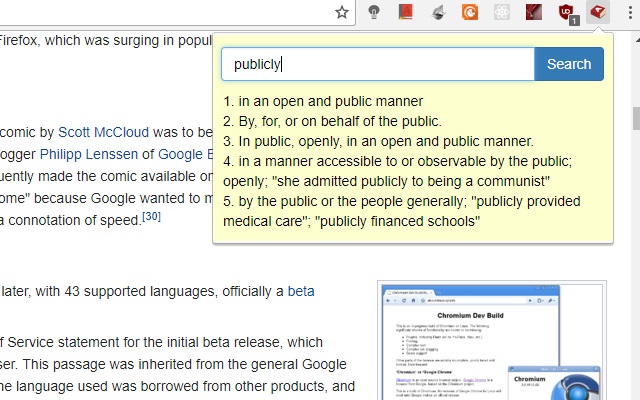 Firefox, which was surging in popul
publicly
Search
1. in an open and public manner
2. By, for, or on behalf of the public.
3. In public, openly, in an open and public manner.
4. in a manner accessible to or observable by the public;
openly; "she admitted publicly to being a communist"
5. by the public or the people generally; "publicly provided
medical care"; "publicly financed schools"
comic by Scott McCloud was to be
ogger Philipp Lenssen of Google B
uently made the comic available on
ome" because Google wanted to m
a connotation of speed.[30]
later, with 43 supported languages, officially a beta
f Service statement for the initial beta release, which
ser. This passage was inherited from the general Google
he language used was borrowed from other products, and
1
Chromium Dev Build
Chromium